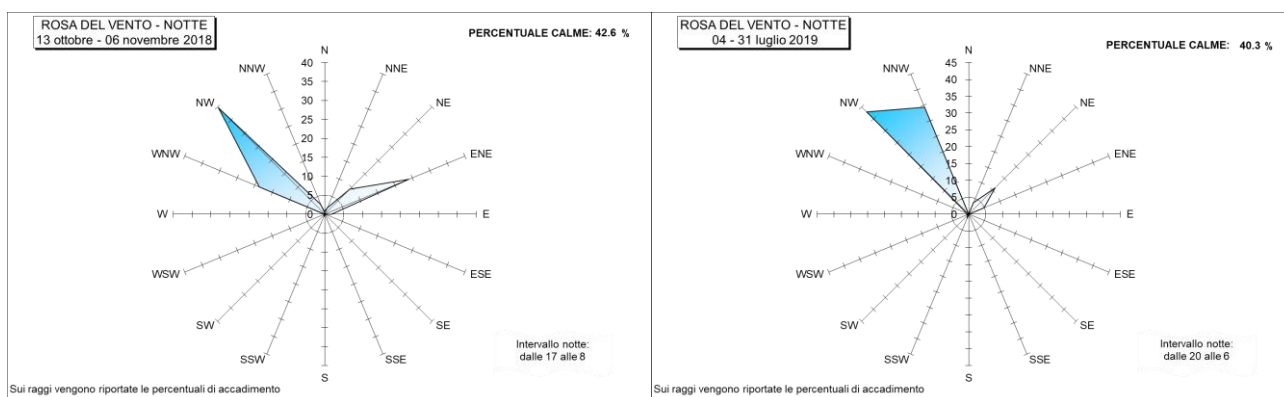 ROSA DEL VENTO - NOTTE
13 ottobre - 06 novembre 2018
PERCENTUALE CALME: 42.6 %
N
NNE
NE
ENE
E
ESE
SE
SSE
S
SSW
SW
WSW
W
WNW
NW
NNW
40
35
30
25
20
15
10
5
0
Intervallo notte:
dalle 17 alle 8
Sui raggi vengono riportate le percentuali di accadimento
ROSA DEL VENTO - NOTTE
04 - 31 luglio 2019
PERCENTUALE CALME: 40.3 %
N
NNE
NE
ENE
E
ESE
SE
SSE
S
SSW
SW
WSW
W
WNW
NW
NNW
45
40
35
30
25
20
15
10
5
0
Intervallo notte:
dalle 20 alle 6
Sui raggi vengono riportate le percentuali di accadimento